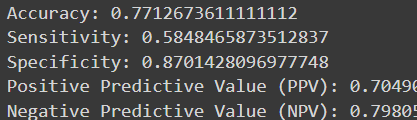 Accuracy: 0.7712673611111112
Sensitivity: 0.5848465873512837
Specificity: 0.8701428096977748
Positive Predictive Value (PPV): 0.70490
Negative Predictive Value (NPV): 0.79805